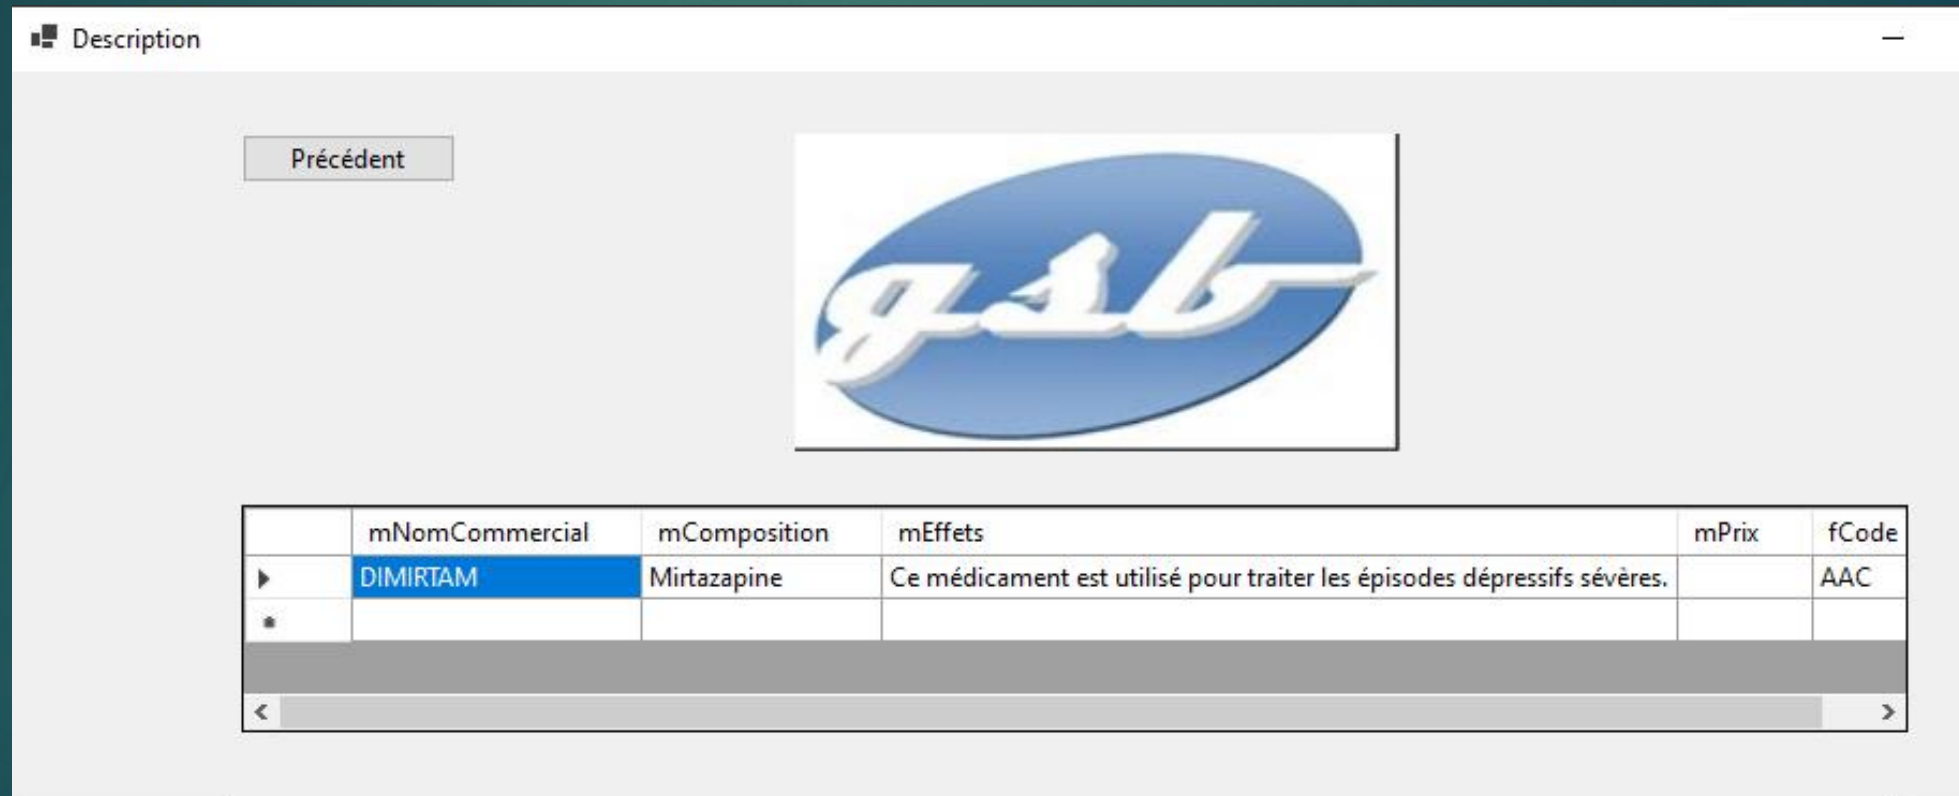 Description
Précédent
gsb
mNomCommercial mComposition mEffets mPrix fCode
DIMIRTAM Mirtazapine Ce médicament est utilisé pour traiter les épisodes dépressifs sévères. AAC